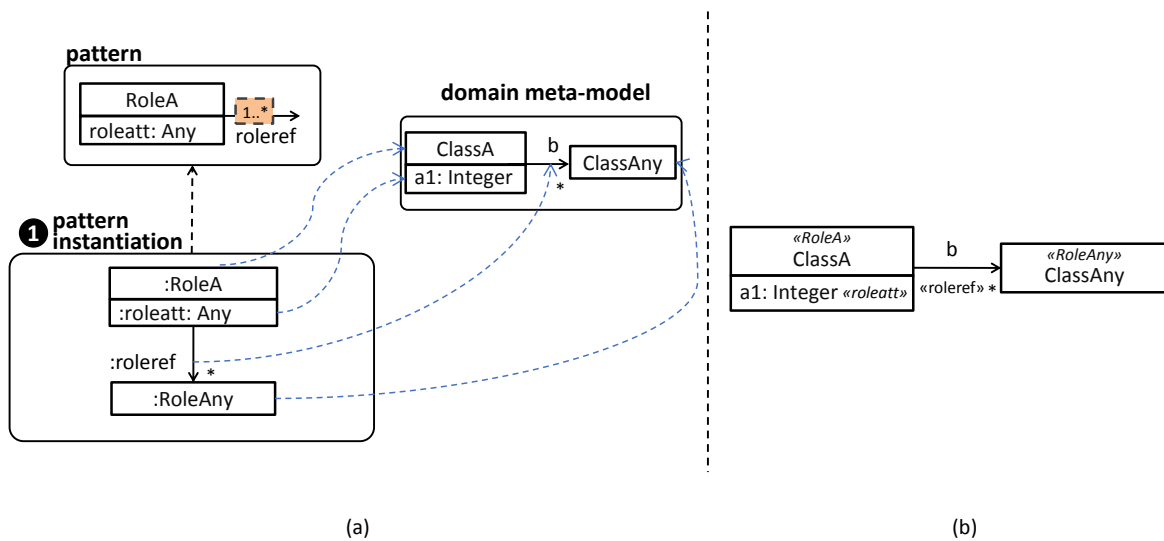 pattern
RoleA
roleatt: Any
1..*
roleref
domain meta-model
ClassA
a1: Integer
b
*
ClassAny
1 pattern
instantiation
:RoleA
:roleatt: Any
:roleref
*
:RoleAny
(a)
«RoleA»
ClassA
a1: Integer «roleatt»
b
«roleref» *
«RoleAny»
ClassAny
(b)